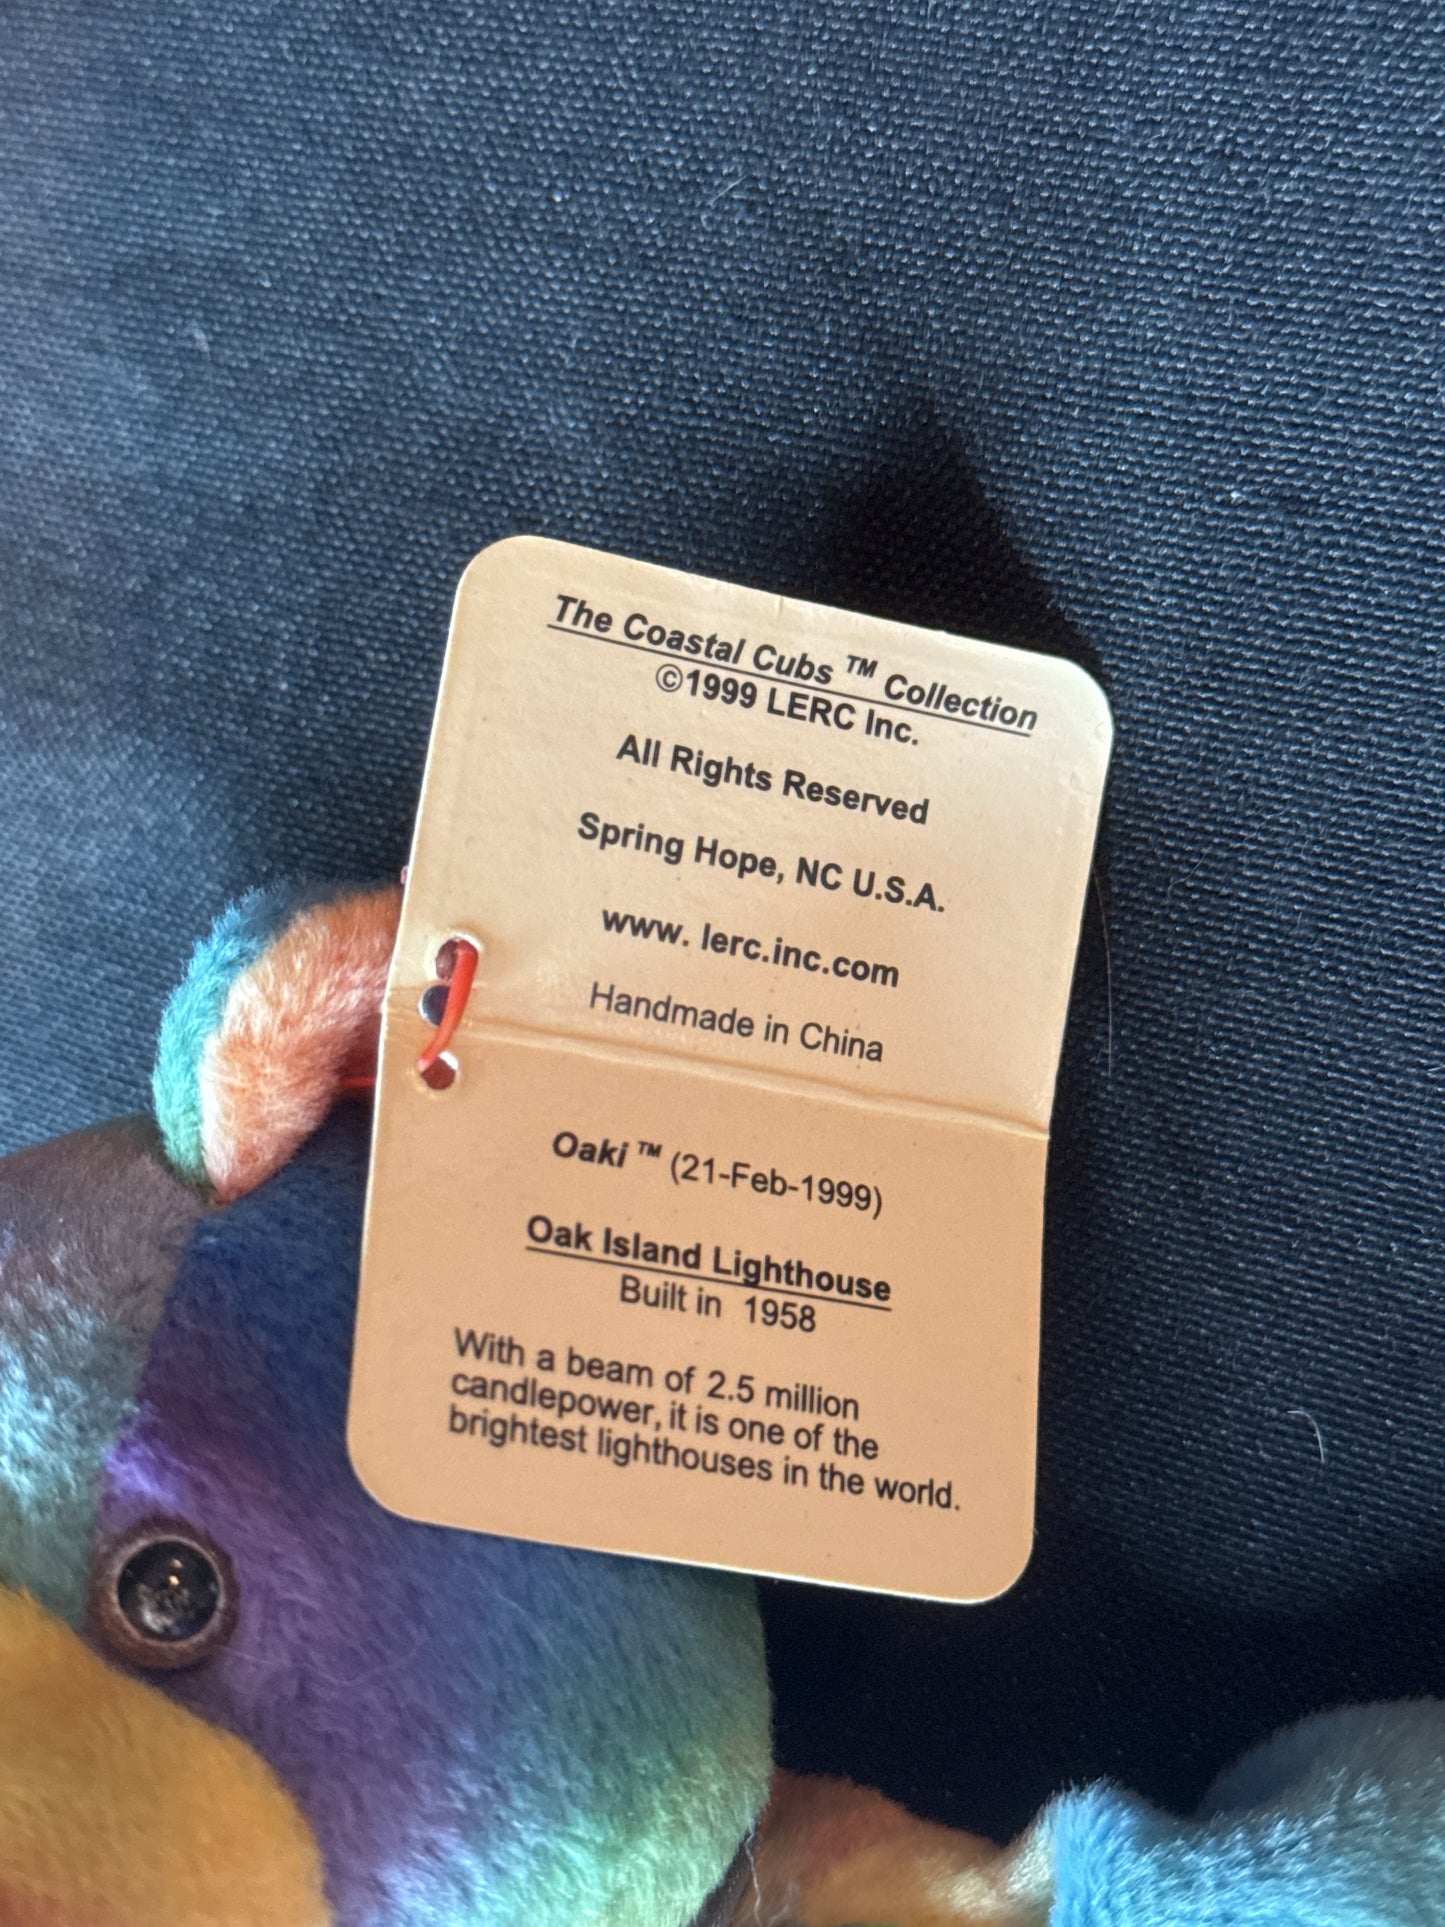 The Coastal Cubs ™ Collection
©1999 LERC Inc.
All Rights Reserved
Spring Hope, NC U.S.A.
www. lerc.inc.com
Handmade in China
Oaki ™ (21-Feb-1999)
Oak Island Lighthouse
Built in 1958
With a beam of 2.5 million
candlepower, it is one of the
brightest lighthouses in the world.